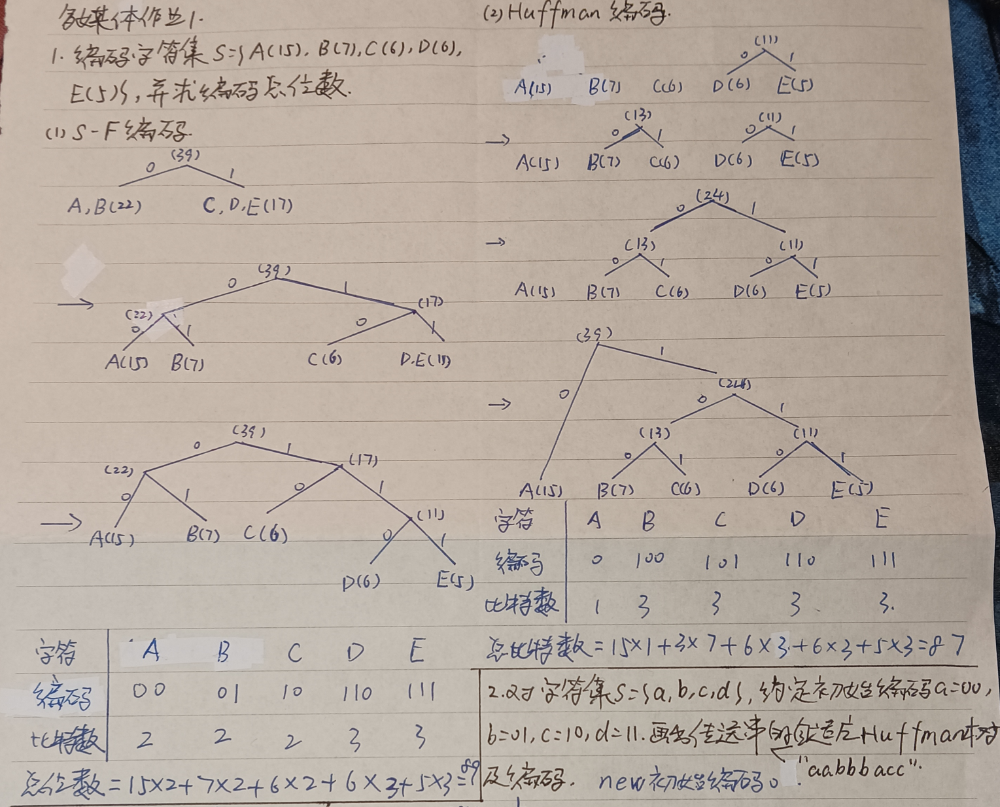 多媒体作业1.
1. 编码字符集 S={A(15), B(7), C(6), D(6),
E(5)}, 并求编码总位数.
(1) S-F编码.
(39)
0 1
A,B(22) C,D,E(17)
→ (39)
0 1
(22) (17)
0 1 0 1
A(15) B(7) C(6) D,E(11)
(39)
0 1
(22) (17)
0 1 0 1
→ A(15) B(7) C(6) (11)
0 1
D(6) E(5)
字符 A B C D E
编码 00 01 10 110 111
比特数 2 2 2 3 3
总位数=15×2+7×2+6×2+6×3+5×3=89
(2) Huffman 编码.
(11)
0 1
A(15) B(7) C(6) D(6) E(5)
(13) (11)
→ 0 1 0 1
A(15) B(7) C(6) D(6) E(5)
(24)
0 1
→ (13) (11)
0 1 0 1
A(15) B(7) C(6) D(6) E(5)
(39)
1
0 (24)
→ 0 1
(13) (11)
0 1 0 1
A(15) B(7) C(6) D(6) E(5)
字符 A B C D E
编码 0 100 101 110 111
比特数 1 3 3 3 3.
总比特数=15×1+3×7+6×3+6×3+5×3=87
2.对字符集S={a,b,c,d}, 约定初始编码a=00,
b=01, c=10, d=11. 画出传送串的自适应Huffman树
"aabbbacc".
及编码. new初始编码0.